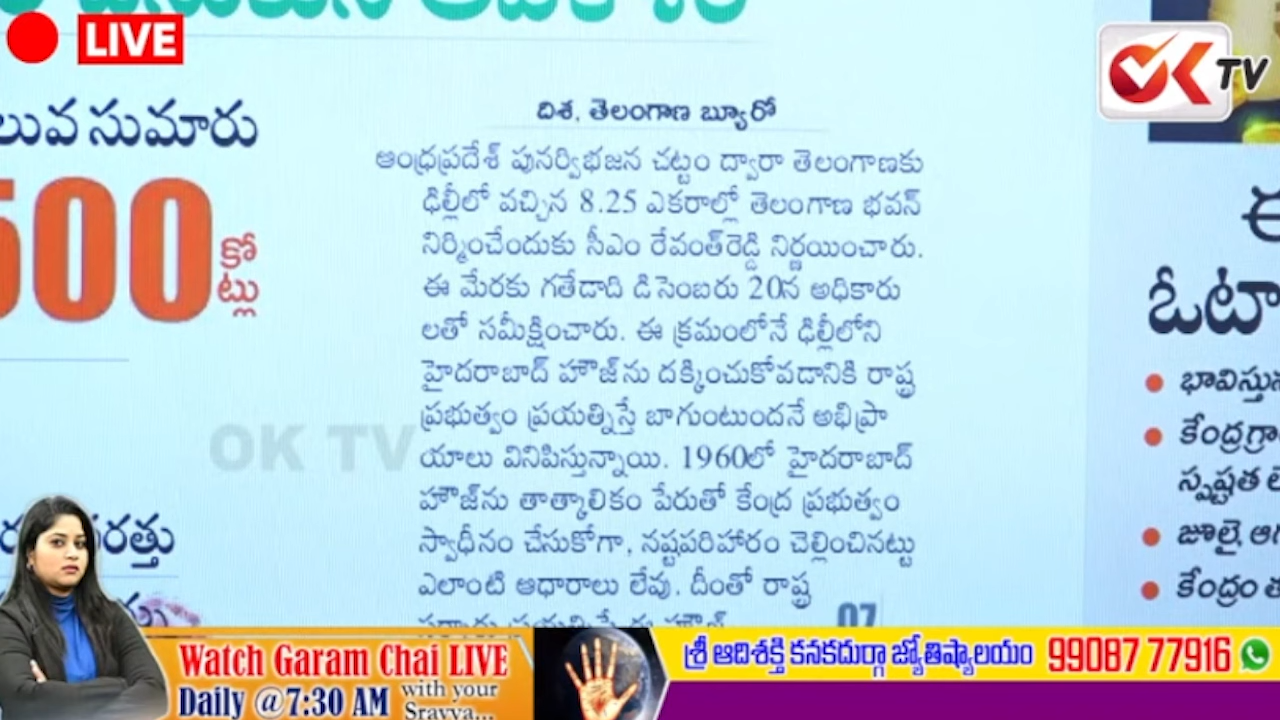 LIVE
OK TV
సుమారు
500 కోట్లు
దిశ, తెలంగాణ బ్యూరో
ఆంధ్రప్రదేశ్ పునర్విభజన చట్టం ద్వారా తెలంగాణకు
ఢిల్లీలో వచ్చిన 8.25 ఎకరాల్లో తెలంగాణ భవన్
నిర్మించేందుకు సీఎం రేవంత్‌రెడ్డి నిర్ణయించారు.
ఈ మేరకు గతేడాది డిసెంబరు 20న అధికారు
లతో సమీక్షించారు. ఈ క్రమంలోనే ఢిల్లీలోని
హైదరాబాద్ హౌజ్‌ను దక్కించుకోవడానికి రాష్ట్ర
ప్రభుత్వం ప్రయత్నిస్తే బాగుంటుందనే అభిప్రా
యాలు వినిపిస్తున్నాయి. 1960లో హైదరాబాద్
హౌజ్‌ను తాత్కాలికం పేరుతో కేంద్ర ప్రభుత్వం
స్వాధీనం చేసుకోగా, నష్టపరిహారం చెల్లించినట్టు
ఎలాంటి ఆధారాలు లేవు. దీంతో రాష్ట్ర
07
OK TV
ఈ
ఓటా
కేంద్రం
Watch Garam Chai LIVE
Daily @7:30 AM with your Sravya...
శ్రీ ఆదిశక్తి కనకదుర్గా జ్యోతిష్యాలయం 99087 77916